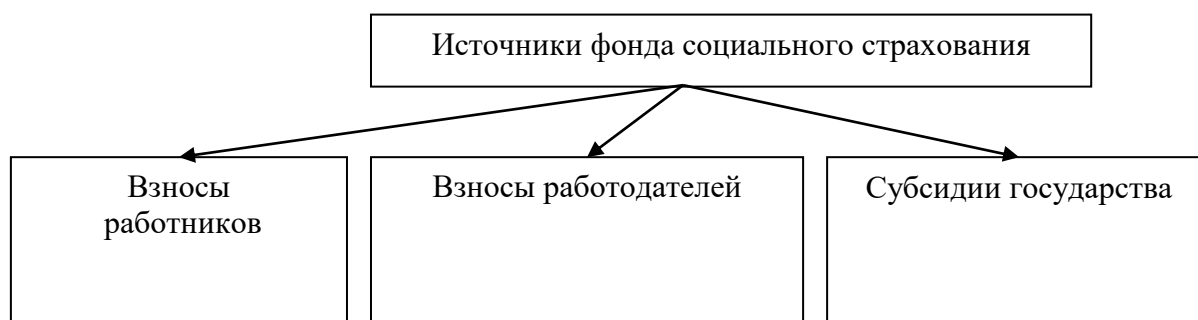 Источники фонда социального страхования
Взносы
работников
Взносы работодателей
Субсидии государства